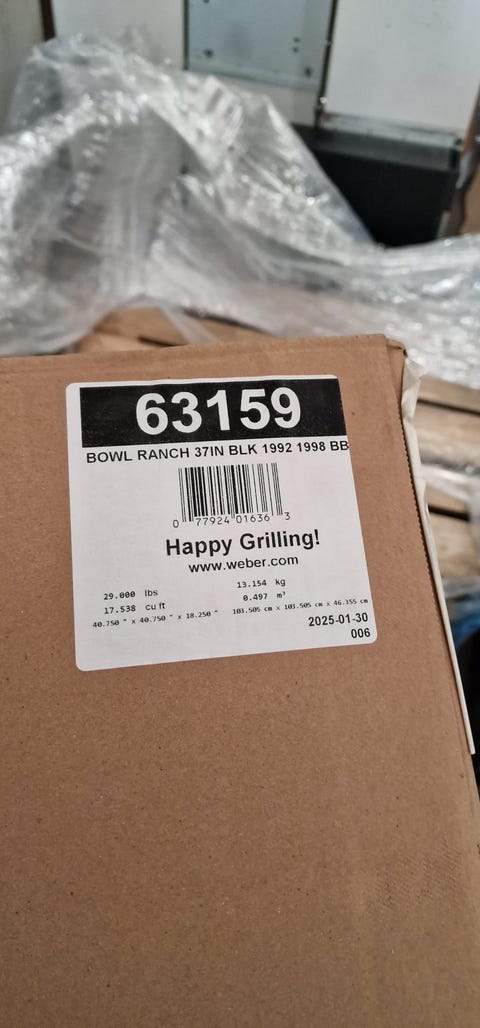 63159
BOWL RANCH 37IN BLK 1992 1998 BB
0 77924 01636 3
Happy Grilling!
www.weber.com
29.000 lbs 13.154 kg
17.538 cu ft 0.497 m³
40.750 " x 40.750 " x 18.250 " 103.505 cm x 103.505 cm x 46.355 cm
2025-01-30
006